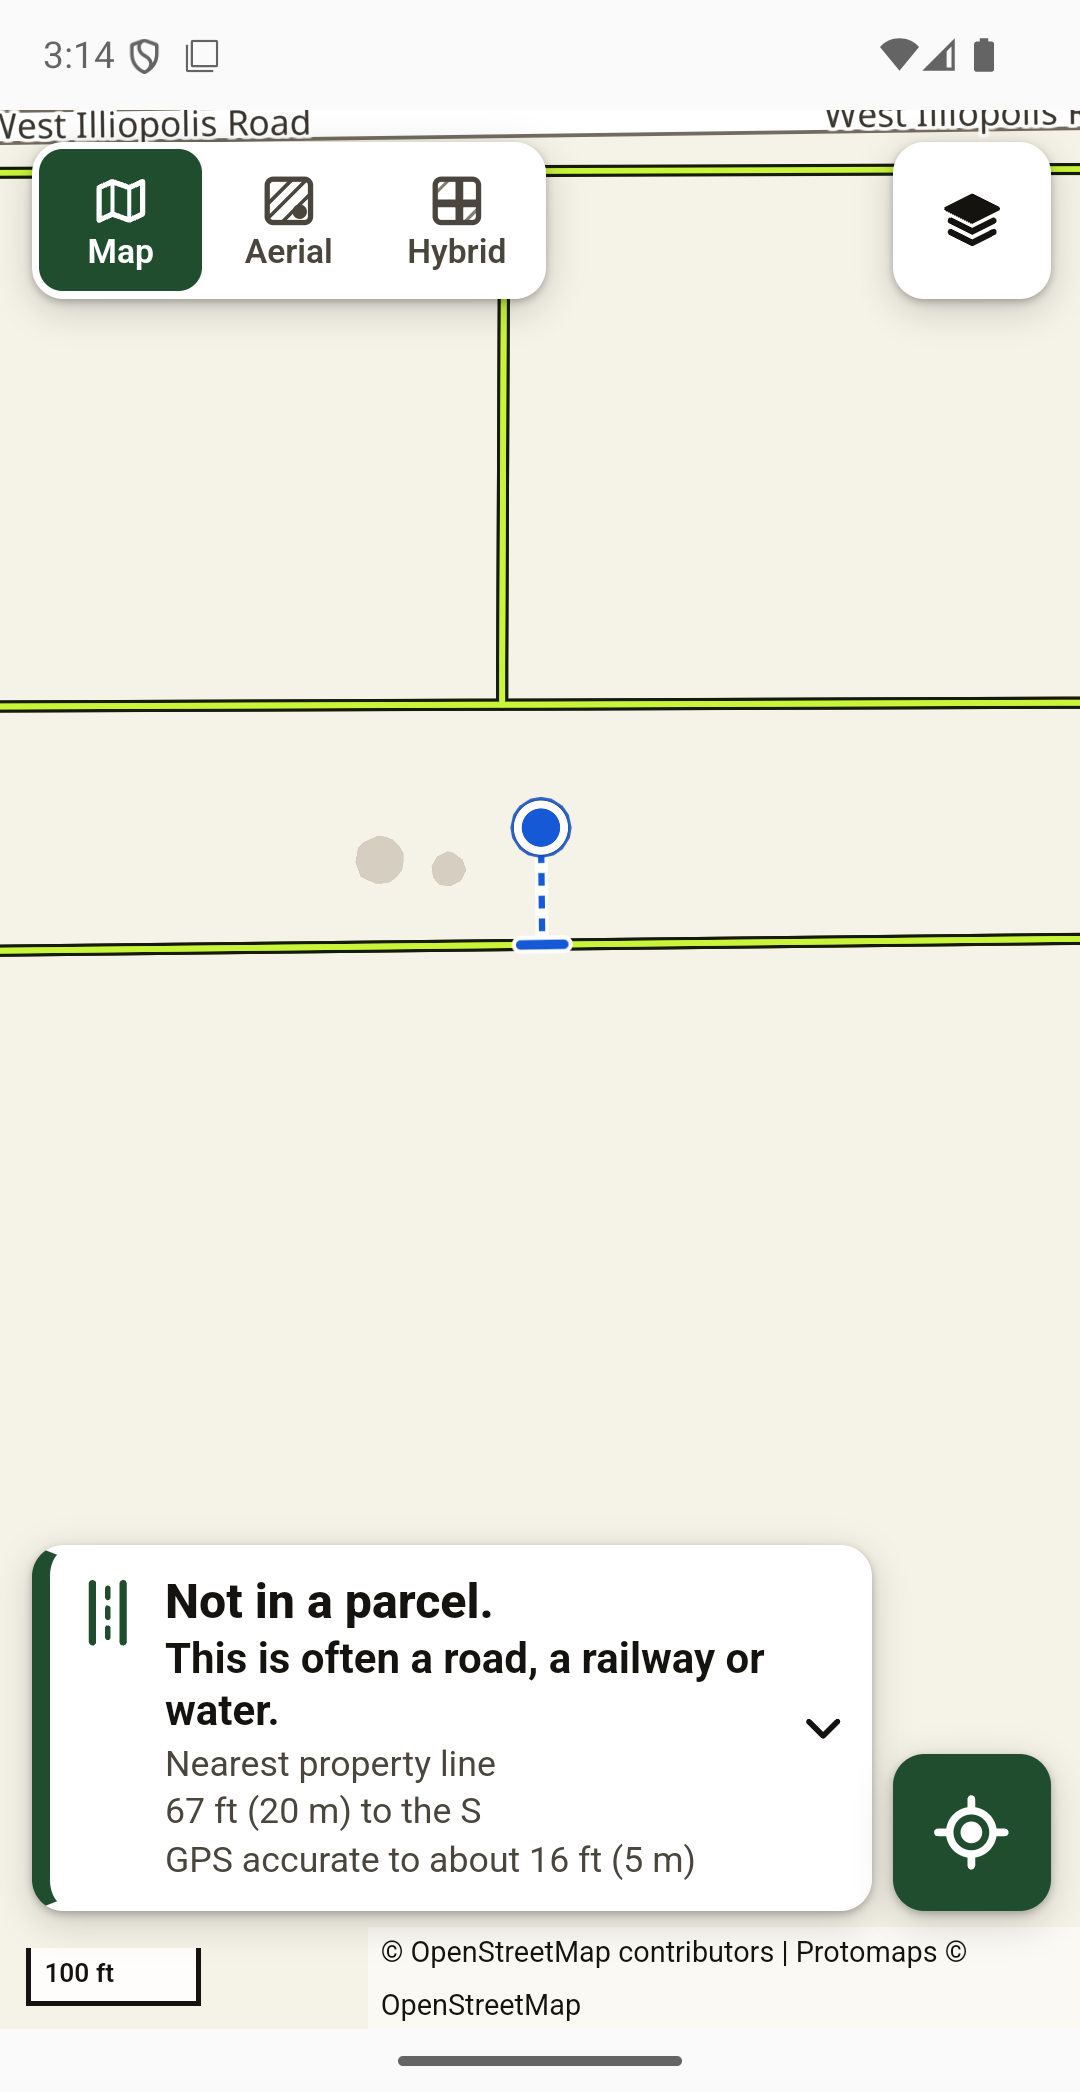 3:14
West Illiopolis Road
West Illiopolis R
Map
Aerial
Hybrid
Not in a parcel.
This is often a road, a railway or
water.
Nearest property line
67 ft (20 m) to the S
GPS accurate to about 16 ft (5 m)
100 ft
© OpenStreetMap contributors | Protomaps ©
OpenStreetMap